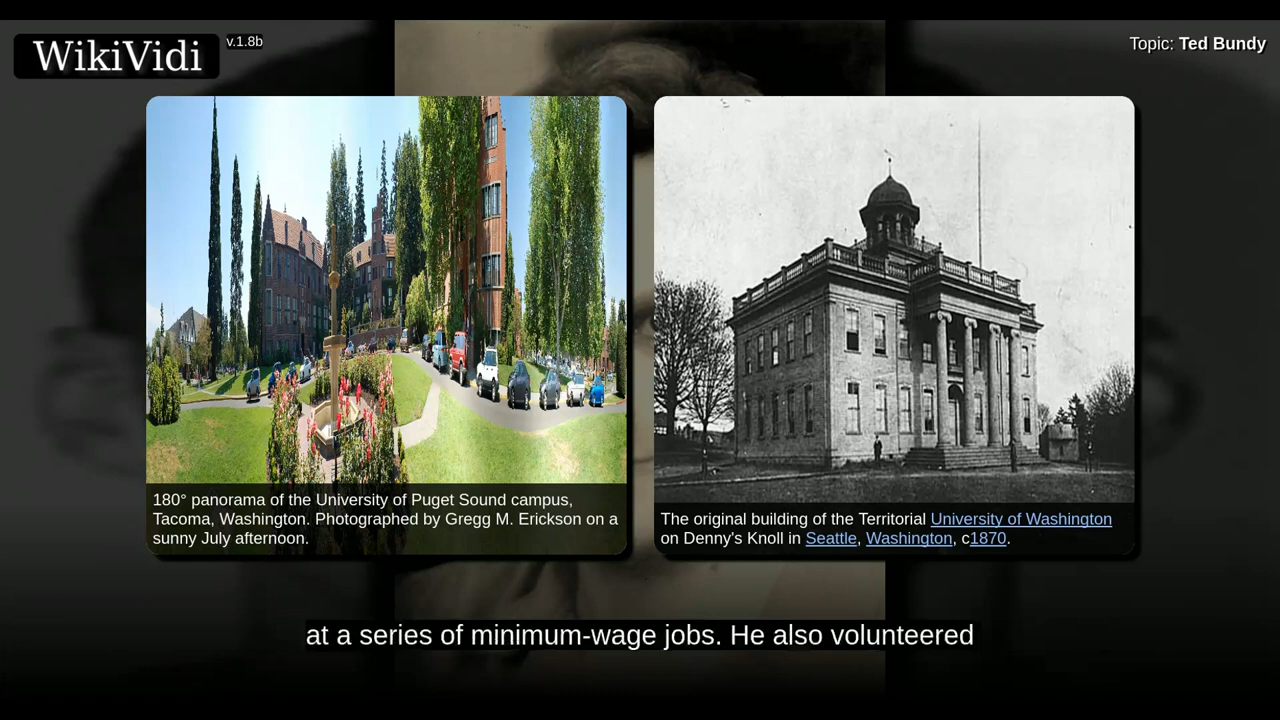 WikiVidi v.1.8b
Topic: Ted Bundy
180° panorama of the University of Puget Sound campus,
Tacoma, Washington. Photographed by Gregg M. Erickson on a
sunny July afternoon.
The original building of the Territorial University of Washington
on Denny's Knoll in Seattle, Washington, c1870.
at a series of minimum-wage jobs. He also volunteered